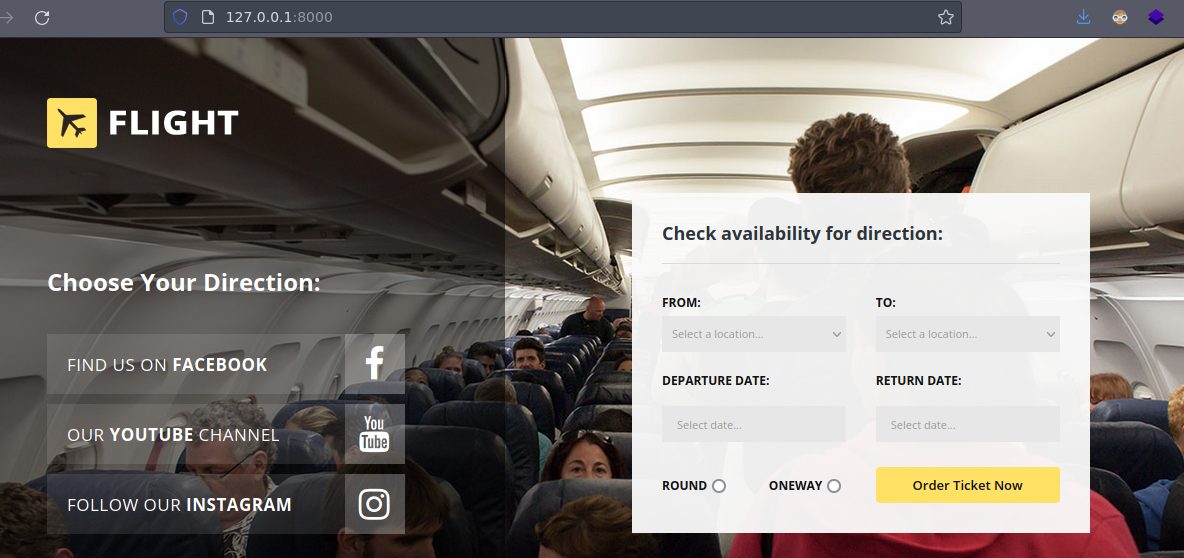 127.0.0.1:8000
FLIGHT
Choose Your Direction:
FIND US ON FACEBOOK
OUR YOUTUBE CHANNEL
You
Tube
FOLLOW OUR INSTAGRAM
Check availability for direction:
FROM: TO:
Select a location... Select a location...
DEPARTURE DATE: RETURN DATE:
Select date... Select date...
ROUND ONEWAY Order Ticket Now